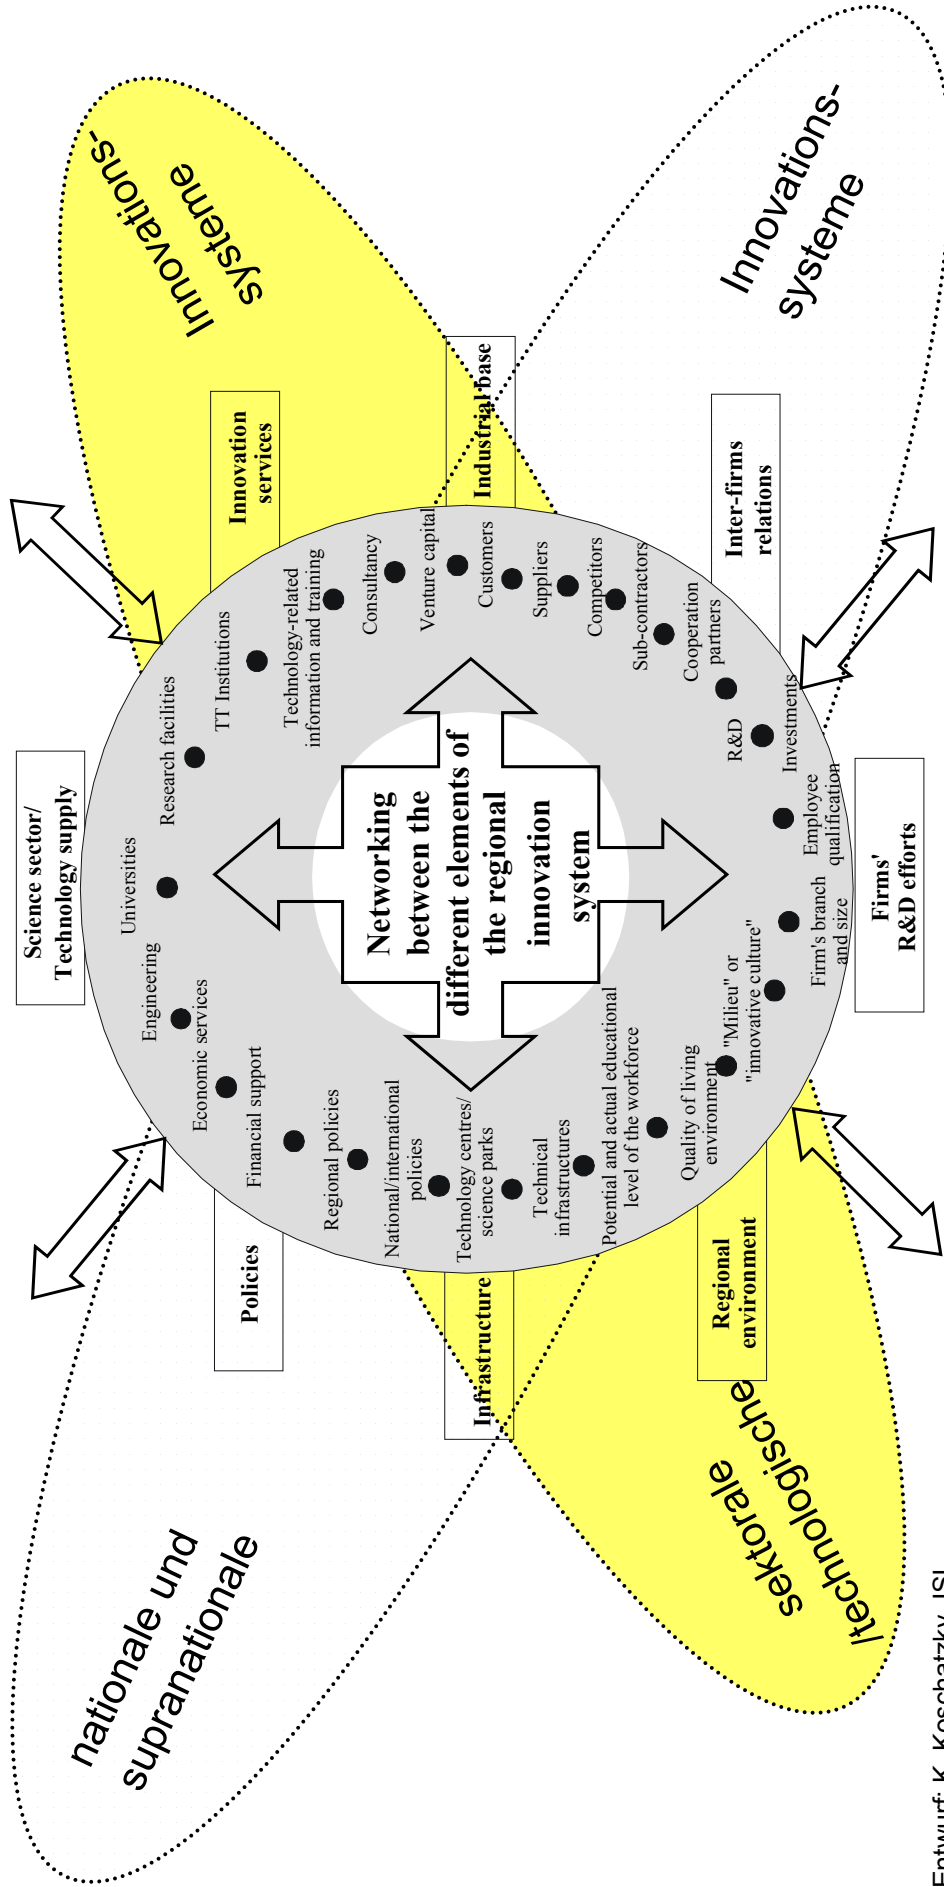 Science sector/
Technology supply
Policies
Innovation
services
Infrastructure
Industrial base
Regional
environment
Inter-firms
relations
Firms'
R&D efforts
nationale und
supranationale
Innovations-
systeme
sektorale
/technologische
Innovations-
systeme
Networking
between the
different elements of
the regional
innovation
system
Universities
Research facilities
TT Institutions
Technology-related
information and training
Consultancy
Venture capital
Customers
Suppliers
Competitors
Sub-contractors
Cooperation
partners
R&D
Investments
Employee
qualification
Firm's branch
and size
"Milieu" or
"innovative culture"
Quality of living
environment
Potential and actual educational
level of the workforce
Technical
infrastructures
Technology centres/
science parks
National/international
policies
Regional policies
Financial support
Economic services
Engineering
Entwurf: K. Koschatzky, ISI